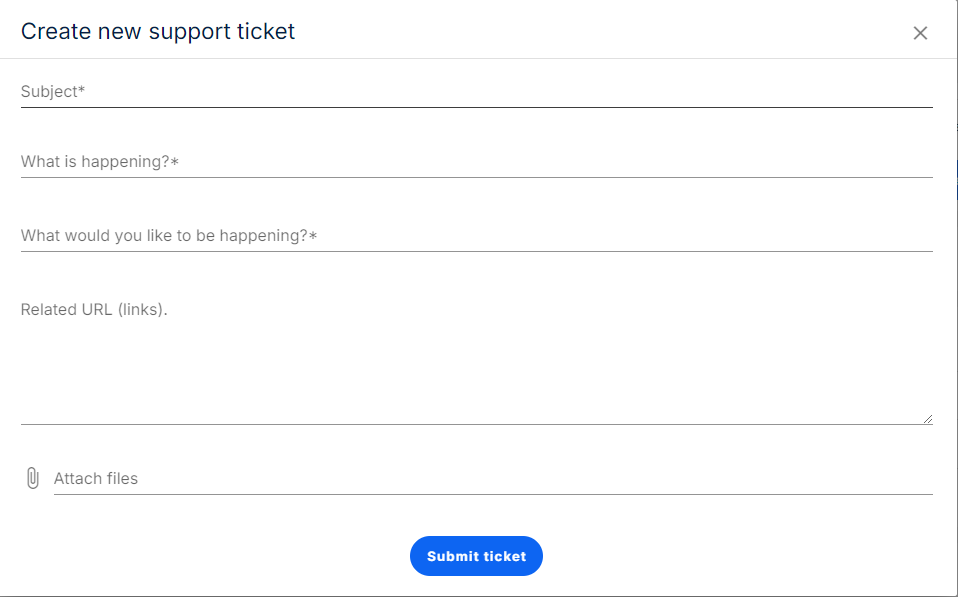 Create new support ticket
Subject*
What is happening?*
What would you like to be happening?*
Related URL (links).
Attach files
Submit ticket